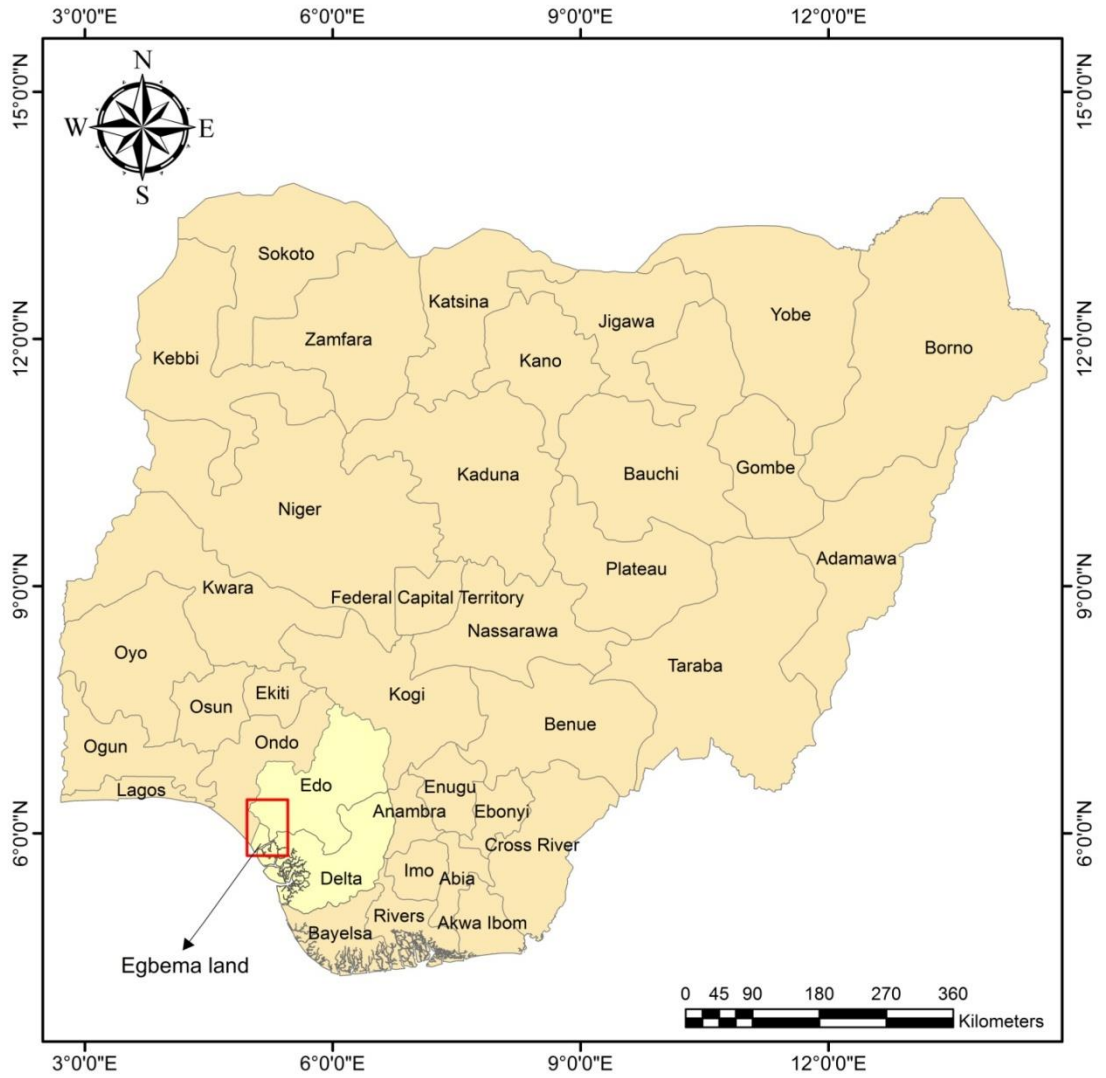 3°0'0"E 6°0'0"E 9°0'0"E 12°0'0"E
N
W E
S
15°0'0"N 15°0'0"N
Sokoto
Katsina
Jigawa
Yobe
Zamfara
12°0'0"N 12°0'0"N
Kebbi
Kano
Borno
Kaduna
Bauchi
Gombe
Niger
Adamawa
Plateau
9°0'0"N 9°0'0"N
Kwara
Federal Capital Territory
Nassarawa
Oyo
Taraba
Kogi
Ekiti
Osun
Benue
Ondo
Ogun
Edo
Enugu
Lagos
Anambra
Ebonyi
6°0'0"N 6°0'0"N
Cross River
Imo
Abia
Delta
Rivers
Akwa Ibom
Bayelsa
Egbema land
0 45 90 180 270 360
Kilometers
3°0'0"E 6°0'0"E 9°0'0"E 12°0'0"E